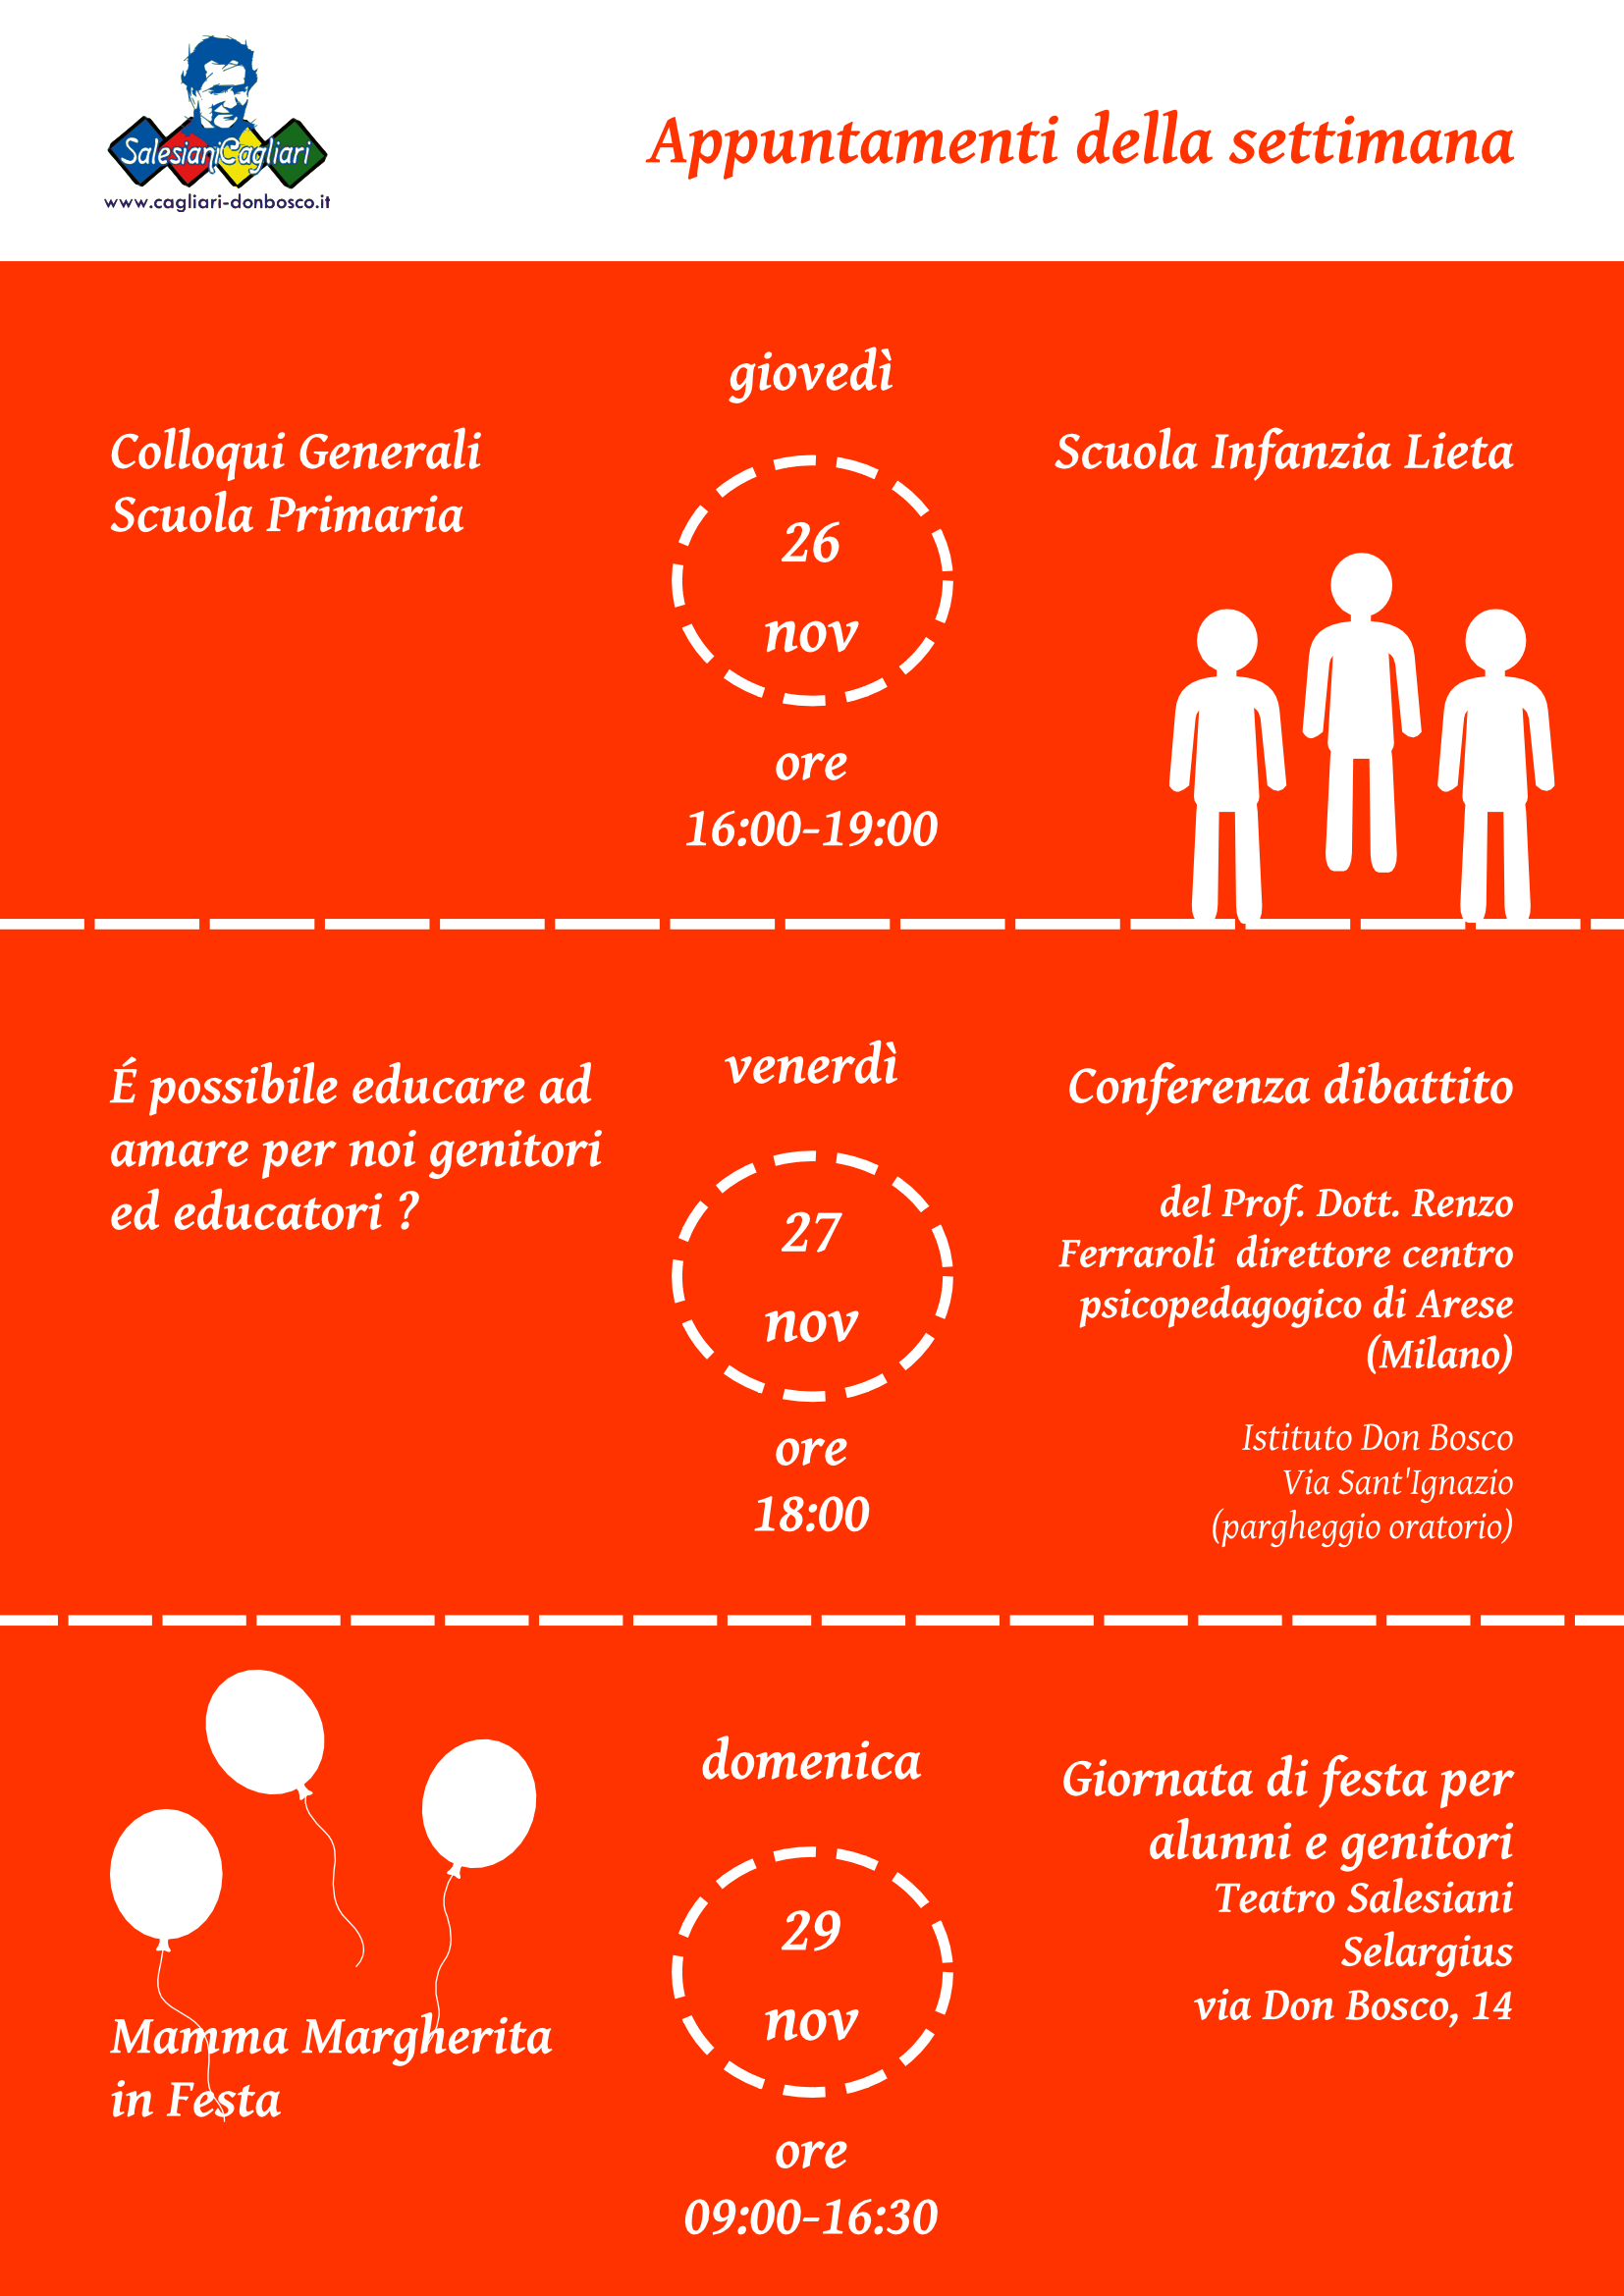 SalesianiCagliari
www.cagliari-donbosco.it
Appuntamenti della settimana
Colloqui Generali
Scuola Primaria
giovedì
26
nov
ore
16:00-19:00
Scuola Infanzia Lieta
É possibile educare ad
amare per noi genitori
ed educatori ?
venerdì
27
nov
ore
18:00
Conferenza dibattito
del Prof. Dott. Renzo
Ferraroli direttore centro
psicopedagogico di Arese
(Milano)
Istituto Don Bosco
Via Sant'Ignazio
(pargheggio oratorio)
Mamma Margherita
in Festa
domenica
29
nov
ore
09:00-16:30
Giornata di festa per
alunni e genitori
Teatro Salesiani
Selargius
via Don Bosco, 14